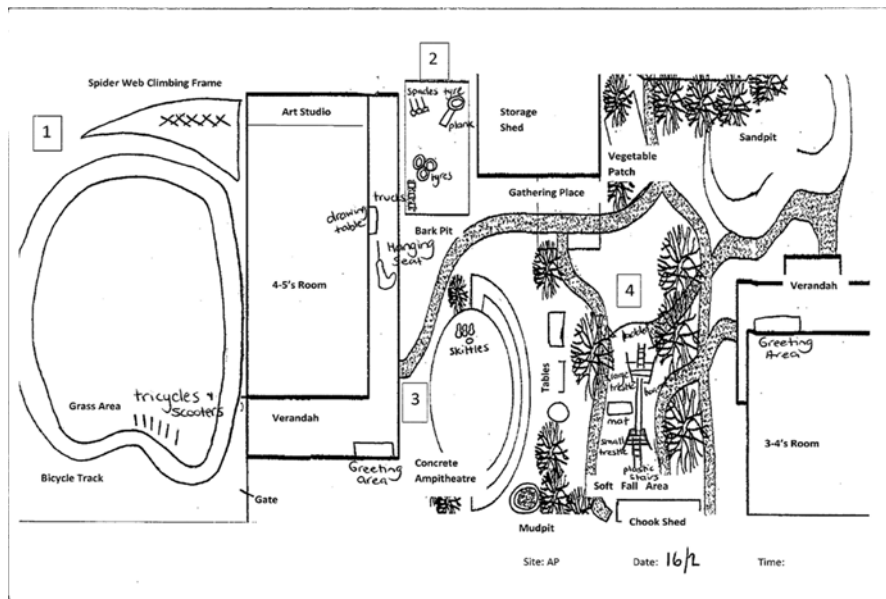 2
Spider Web Climbing Frame
1
Art Studio
spades
tyre
plank
Storage
Shed
Sandpit
Vegetable
Patch
tyres
trucks
Gathering Place
drawing
table
Bark Pit
Hanging
Seat
4-5's Room
4
Verandah
Greeting
Area
Skittles
Tables
large
trestle
Grass Area
tricycles &
scooters
Verandah
3
mat
small
trestle
3-4's Room
plastic
stairs
Greeting
Area
Concrete
Ampitheatre
Soft Fall Area
Bicycle Track
Gate
Mudpit
Chook Shed
Site: AP
Date: 16/2
Time: